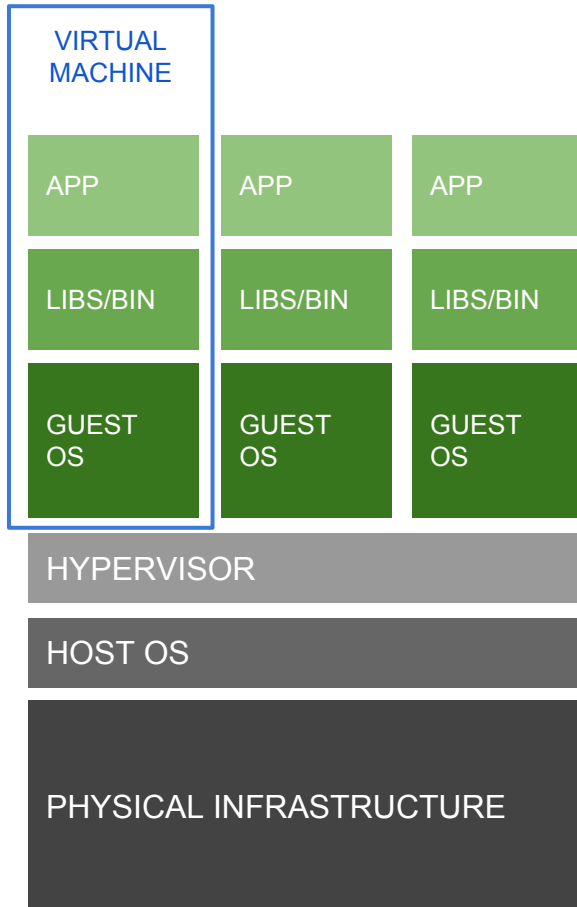 VIRTUAL
MACHINE
APP
APP
APP
LIBS/BIN
LIBS/BIN
LIBS/BIN
GUEST
OS
GUEST
OS
GUEST
OS
HYPERVISOR
HOST OS
PHYSICAL INFRASTRUCTURE